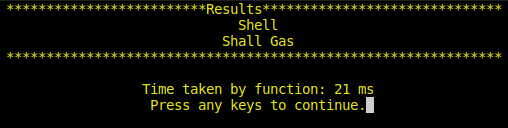 *************************Results******************************
Shell
Shall Gas
**************************************************************
Time taken by function: 21 ms
Press any keys to continue.